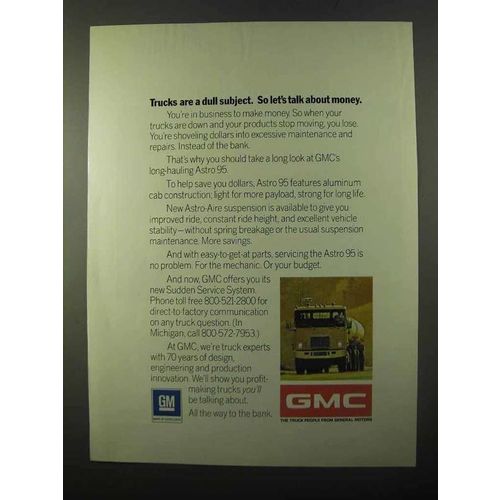 Trucks are a dull subject. So let's talk about money.
You're in business to make money. So when your
trucks are down and your products stop moving, you lose.
You're shoveling dollars into excessive maintenance and
repairs. Instead of the bank.
That's why you should take a long look at GMC's
long-hauling Astro 95.
To help save you dollars, Astro 95 features aluminum
cab construction; light for more payload, strong for long life.
New Astro-Aire suspension is available to give you
improved ride, constant ride height, and excellent vehicle
stability – without spring breakage or the usual suspension
maintenance. More savings.
And with easy-to-get-at parts, servicing the Astro 95 is
no problem. For the mechanic. Or your budget.
And now, GMC offers you its
new Sudden Service System.
Phone toll free 800-521-2800 for
direct-to factory communication
on any truck question. (In
Michigan, call 800-572-7953.)
At GMC, we're truck experts
with 70 years of design,
engineering and production
innovation. We'll show you profit-
making trucks you'll
be talking about.
All the way to the bank.
GM
GMC
THE TRUCK PEOPLE FROM GENERAL MOTORS